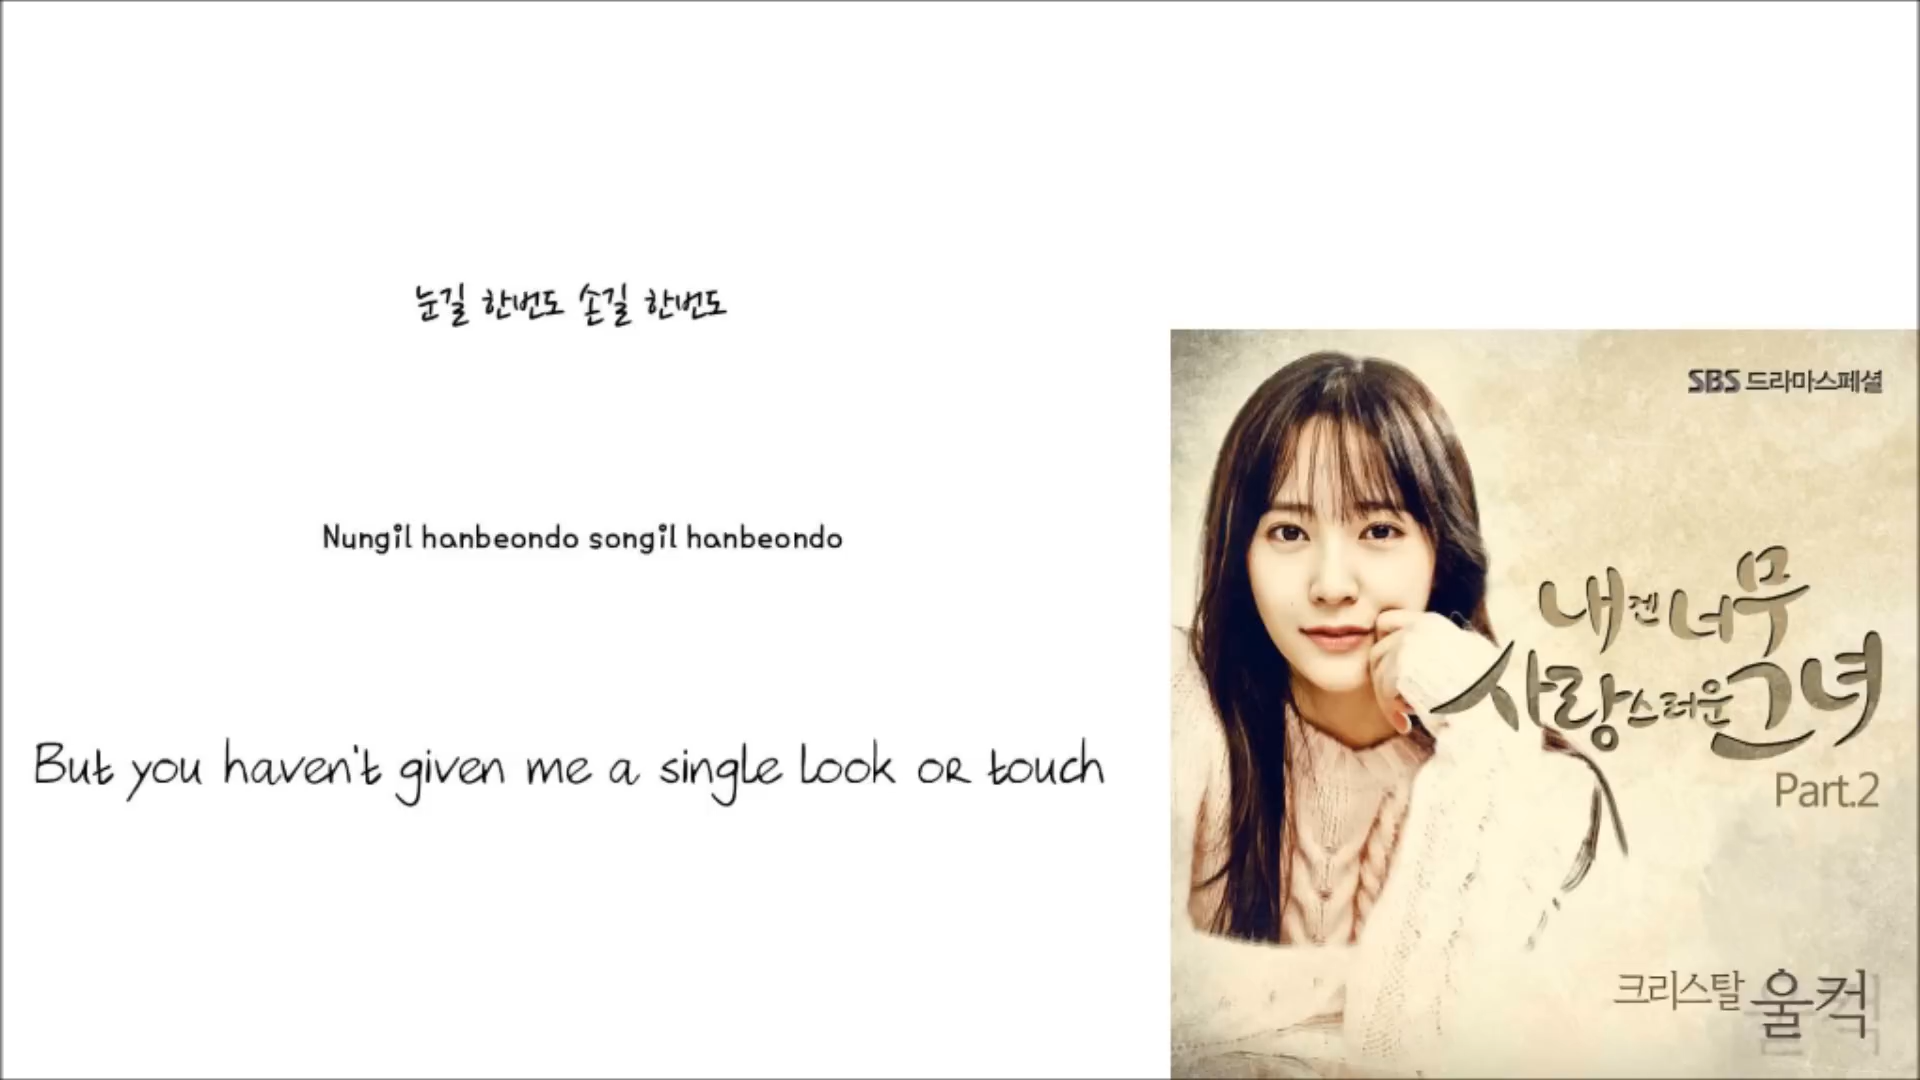 눈길 한번도 손길 한번도
Nungil hanbeondo songil hanbeondo
But you haven't given me a single look or touch
SBS 드라마스페셜
내겐 너무
사랑스러운 그녀
Part.2
크리스탈 울컥